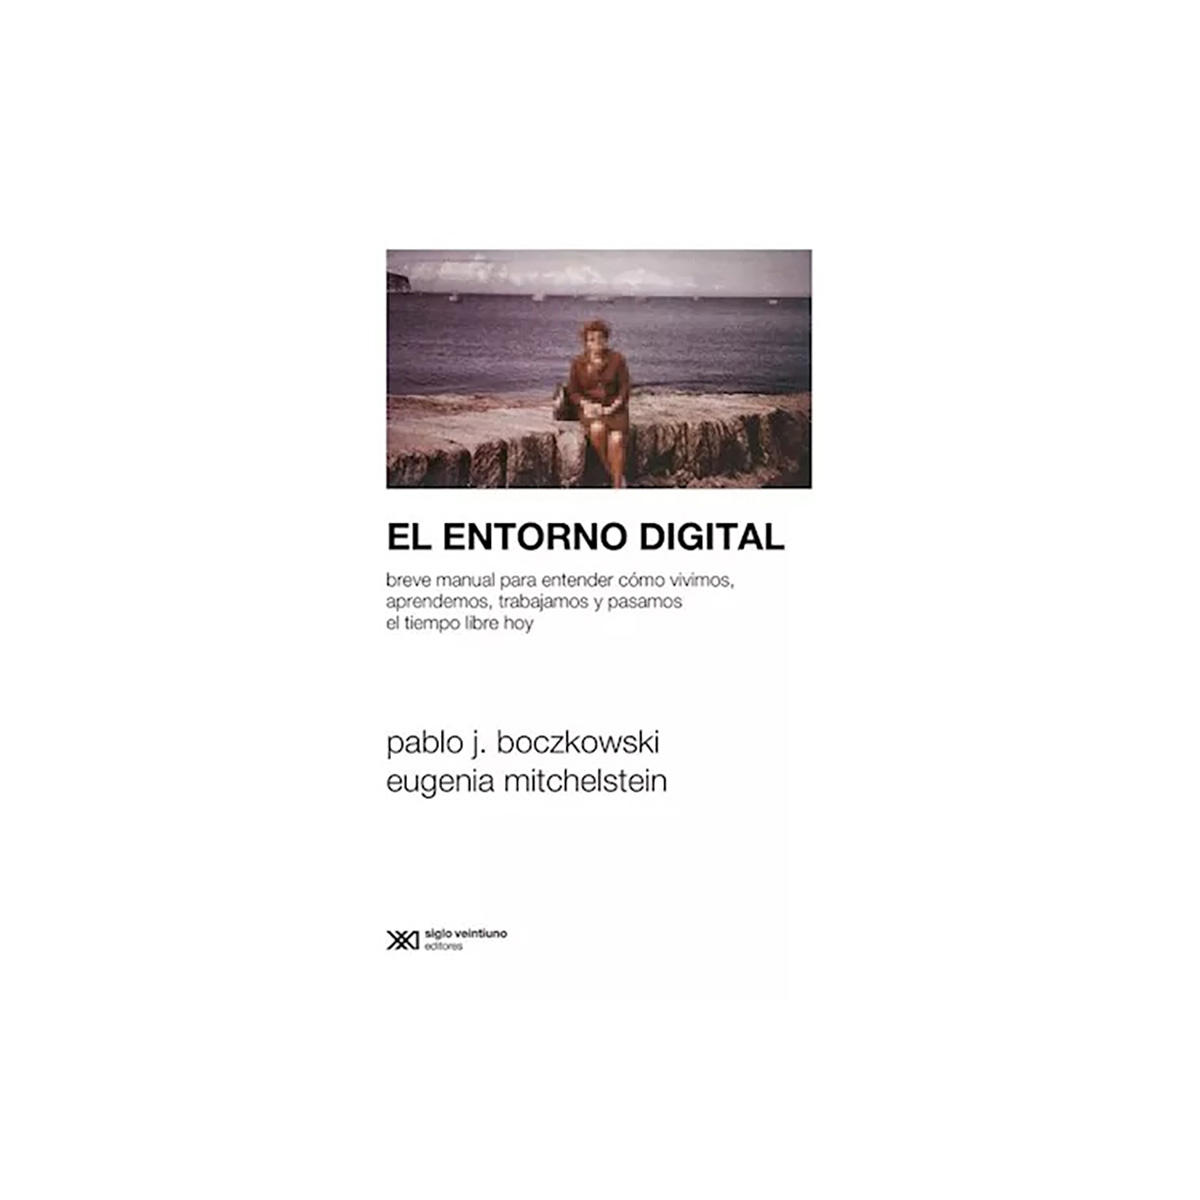 EL ENTORNO DIGITAL
breve manual para entender cómo vivimos,
aprendemos, trabajamos y pasamos
el tiempo libre hoy
pablo j. boczkowski
eugenia mitchelstein
siglo veintiuno
editores